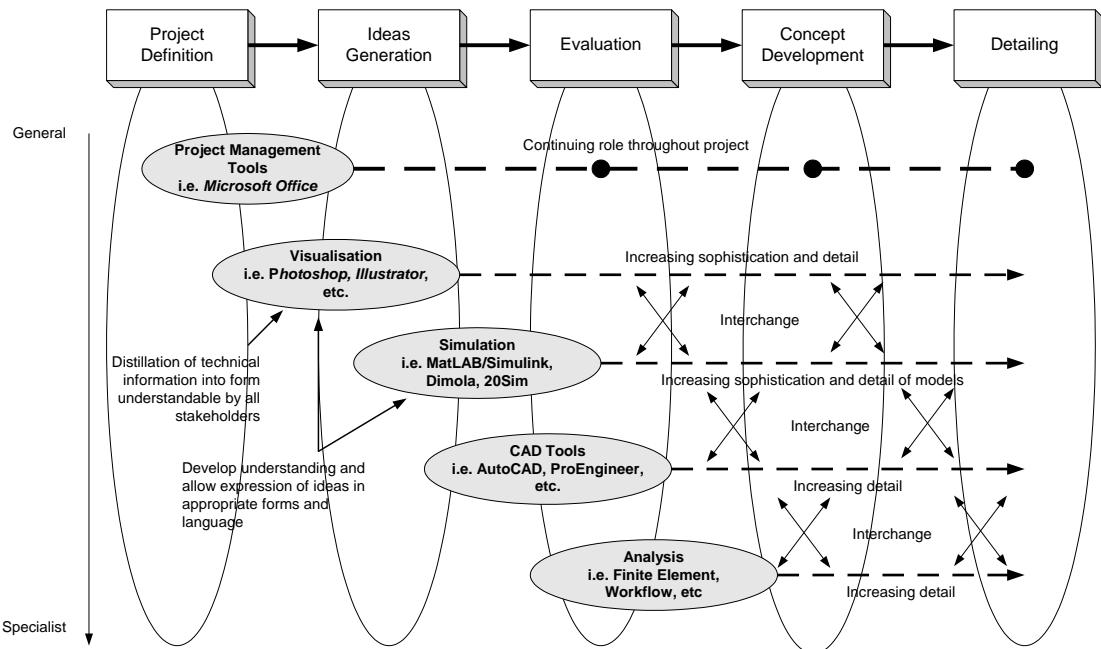 Project
Definition
Ideas
Generation
Evaluation
Concept
Development
Detailing
General
Project Management
Tools
i.e. Microsoft Office
Continuing role throughout project
Visualisation
i.e. Photoshop, Illustrator,
etc.
Increasing sophistication and detail
Interchange
Distillation of technical
information into form
understandable by all
stakeholders
Simulation
i.e. MatLAB/Simulink,
Dimola, 20Sim
Increasing sophistication and detail of models
Interchange
Develop understanding and
allow expression of ideas in
appropriate forms and
language
CAD Tools
i.e. AutoCAD, ProEngineer,
etc.
Increasing detail
Interchange
Analysis
i.e. Finite Element,
Workflow, etc
Increasing detail
Specialist